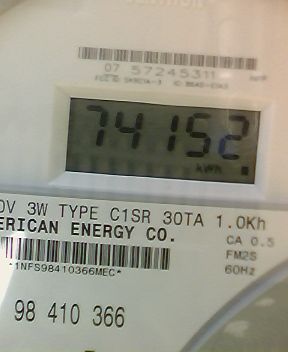 07 57245311
74152
kWh
0V 3W TYPE C1SR 30TA 1.0Kh
ERICAN ENERGY CO.
CA 0.5
*1NFS98410366MEC*
FM2S
60Hz
98 410 366